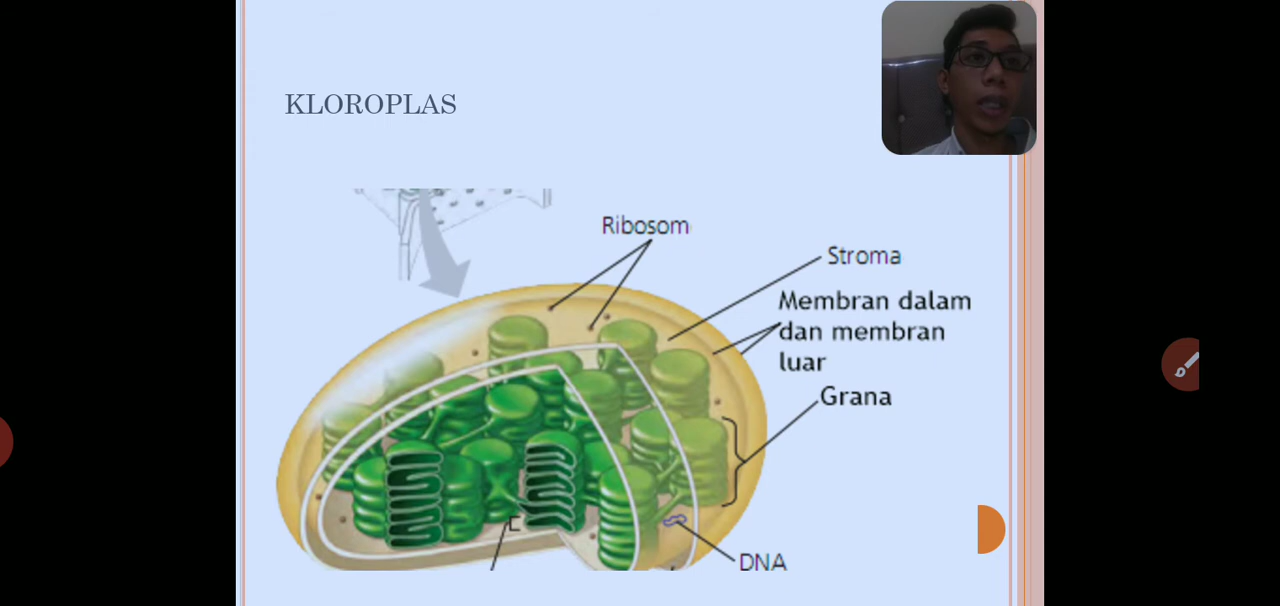 KLOROPLAS
Ribosom
Stroma
Membran dalam
dan membran
luar
Grana
DNA